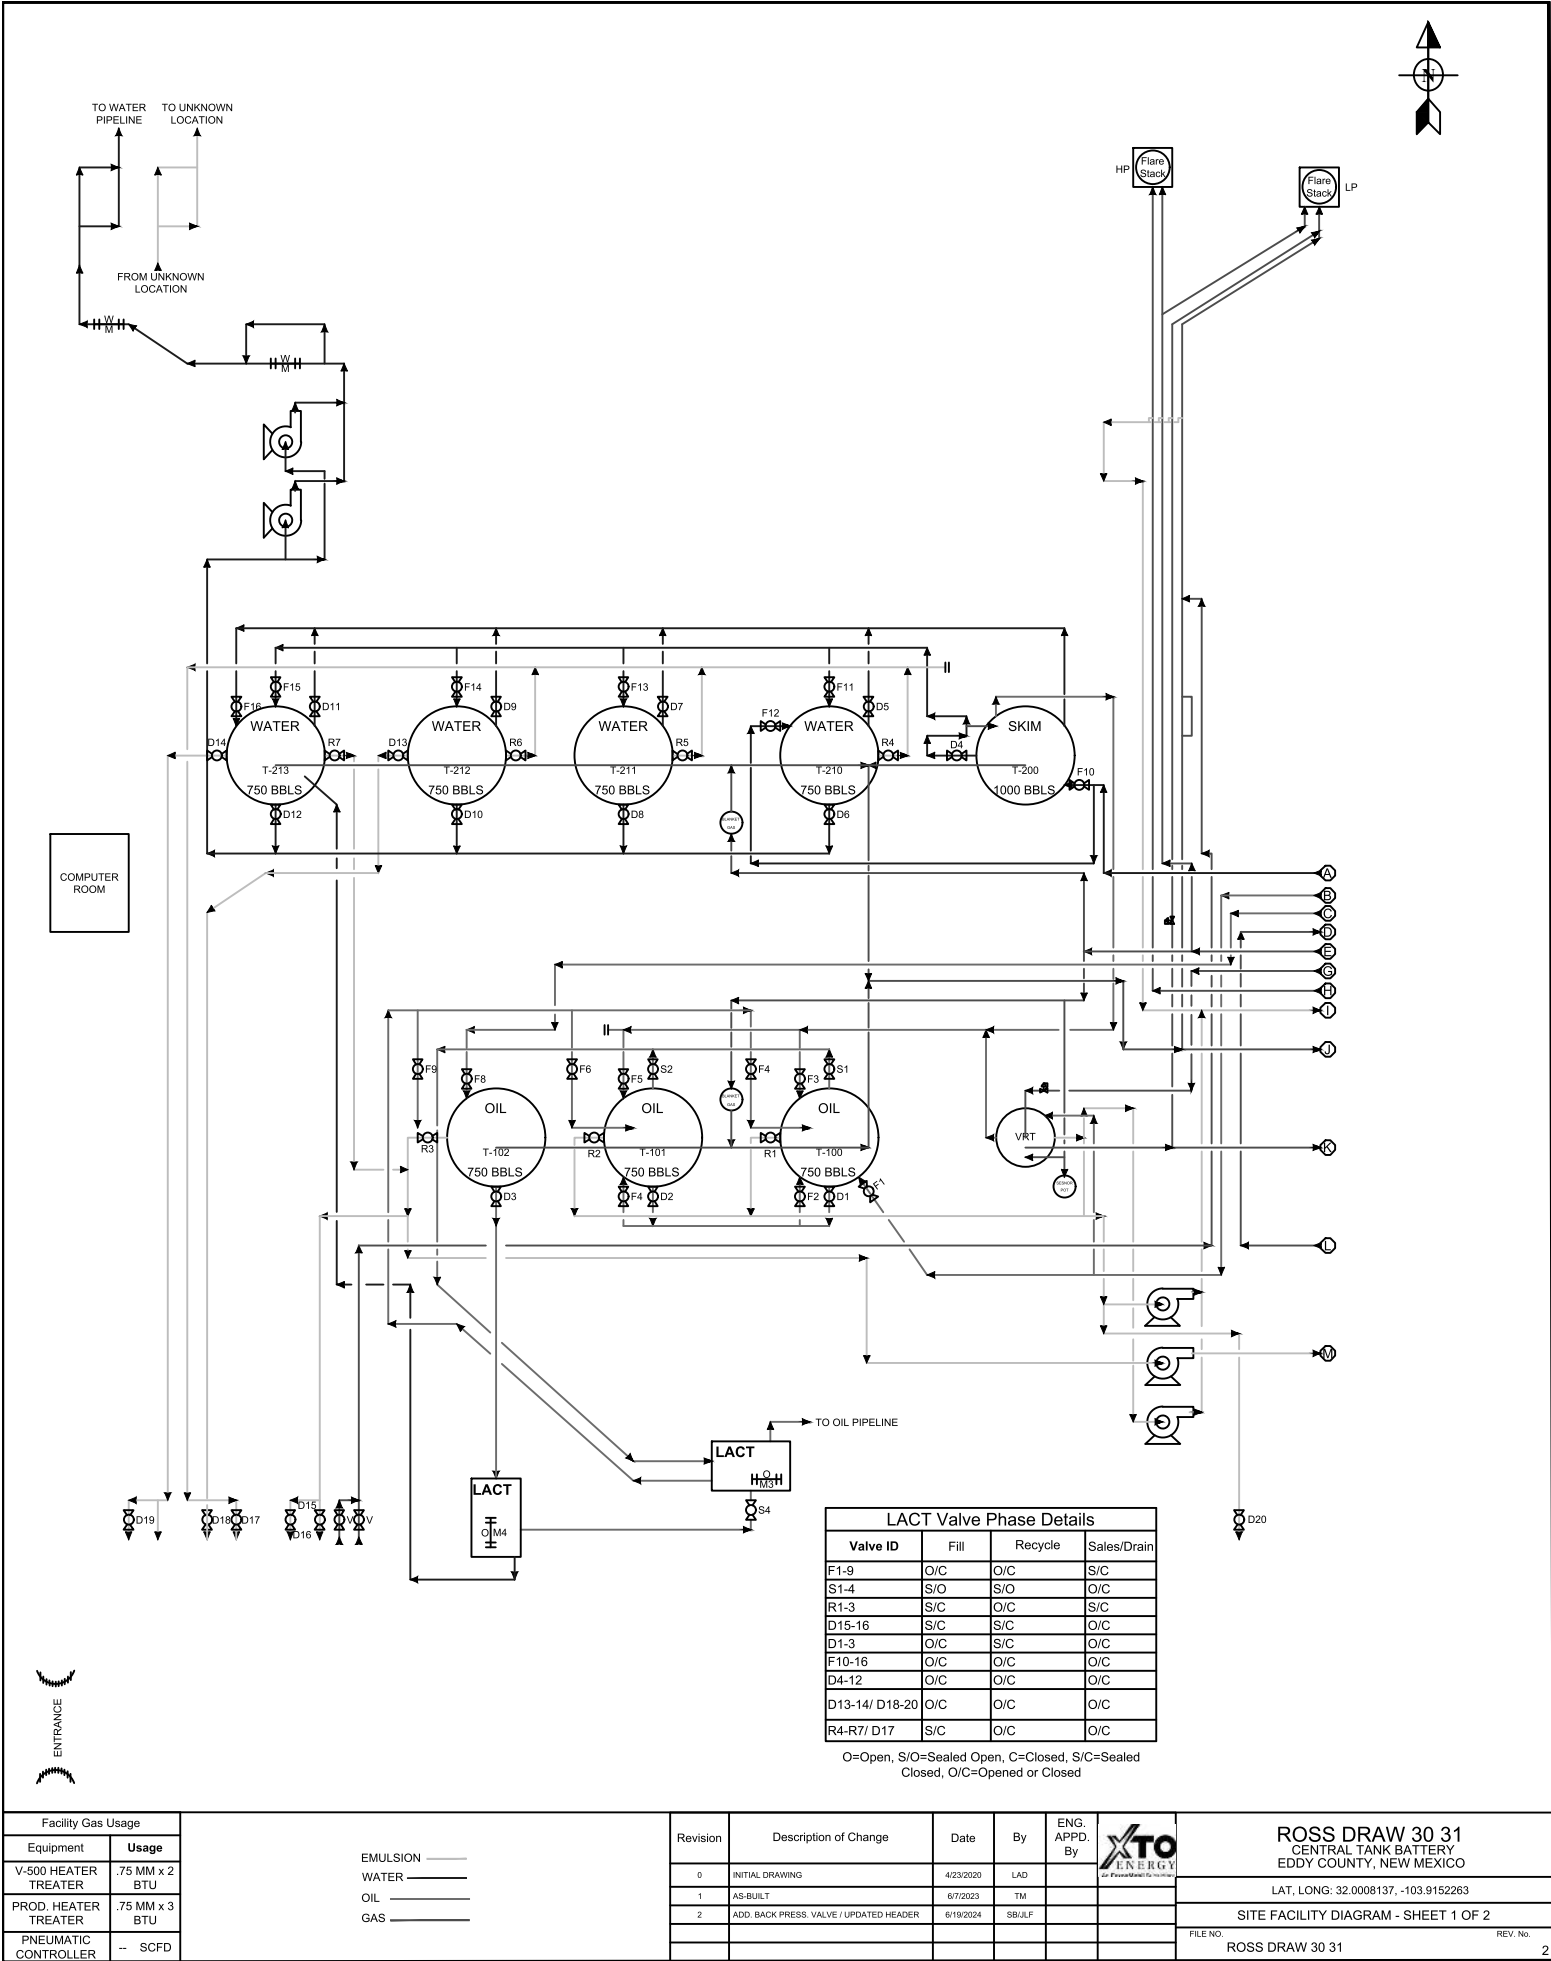 TO WATER
PIPELINE
TO UNKNOWN
LOCATION
N
HP
Flare
Stack
Flare
Stack
LP
FROM UNKNOWN
LOCATION
W
M
W
M
F15
F14
F13
F11
F16
D11
D9
D7
F12
D5
WATER
WATER
WATER
WATER
SKIM
D14
R7
D13
R6
R5
R4
D4
T-213
T-212
T-211
T-210
T-200
F10
750 BBLS
750 BBLS
750 BBLS
750 BBLS
1000 BBLS
D12
D10
D8
D6
BLANKET
GAS
COMPUTER
ROOM
A
B
C
D
E
G
H
I
J
K
L
M
F9
F8
F6
F5
S2
F4
F3
S1
BLANKET
GAS
OIL
OIL
OIL
VRT
R3
R2
R1
T-102
T-101
T-100
750 BBLS
750 BBLS
750 BBLS
F1
D3
F4
D2
F2
D1
POT
TO OIL PIPELINE
LACT
O
M3
LACT
O
M4
S4
D19
D18
D17
D15
D16
V
V
D20
LACT Valve Phase Details
Valve ID Fill Recycle Sales/Drain
F1-9 O/C O/C S/C
S1-4 S/O S/O O/C
R1-3 S/C O/C S/C
D15-16 S/C S/C O/C
D1-3 O/C S/C O/C
F10-16 O/C O/C O/C
D4-12 O/C O/C O/C
D13-14/ D18-20 O/C O/C O/C
R4-R7/ D17 S/C O/C O/C
O=Open, S/O=Sealed Open, C=Closed, S/C=Sealed
Closed, O/C=Opened or Closed
ENTRANCE
Facility Gas Usage
Equipment Usage
V-500 HEATER
TREATER
.75 MM x 2
BTU
PROD. HEATER
TREATER
.75 MM x 3
BTU
PNEUMATIC
CONTROLLER
-- SCFD
EMULSION
WATER
OIL
GAS
Revision Description of Change Date By
ENG.
APPD.
By
0 INITIAL DRAWING 4/23/2020 LAD
1 AS-BUILT 6/7/2023 TM
2 ADD. BACK PRESS. VALVE / UPDATED HEADER 6/19/2024 SB/JLF
XTO
ENERGY
ROSS DRAW 30 31
CENTRAL TANK BATTERY
EDDY COUNTY, NEW MEXICO
LAT, LONG: 32.0008137, -103.9152263
SITE FACILITY DIAGRAM - SHEET 1 OF 2
FILE NO.
ROSS DRAW 30 31
REV. No.
2